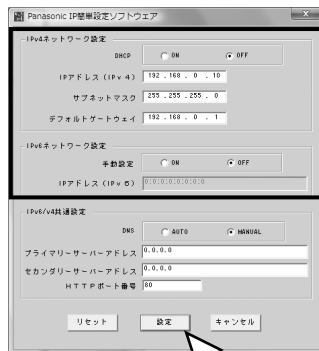 Panasonic IP簡単設定ソフトウェア
IPv4ネットワーク設定
DHCP ON OFF
IPアドレス (IPv 4) 192 .168 . 0 . 10
サブネットマスク 255 .255 .255 . 0
デフォルトゲートウェイ 192 .168 . 0 . 1
IPv6ネットワーク設定
手動設定 ON OFF
IPアドレス (IPv 6) 0:0:0:0:0:0:0:0
IPv6/v4共通設定
DNS AUTO MANUAL
プライマリーサーバーアドレス 0.0.0.0
セカンダリーサーバーアドレス 0.0.0.0
HTTPポート番号 80
リセット 設定 キャンセル